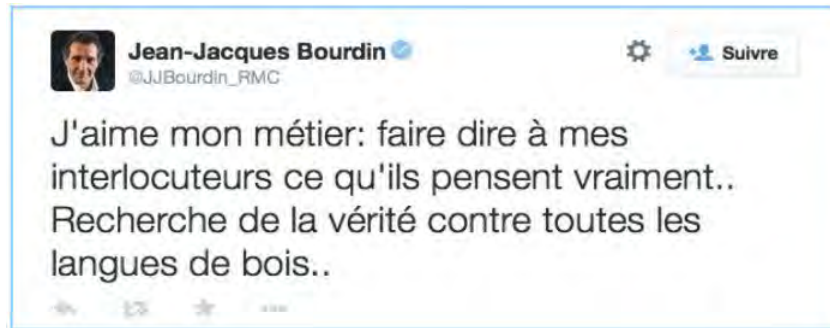 Jean-Jacques Bourdin
@JJBourdin_RMC
Suivre
J'aime mon métier: faire dire à mes
interlocuteurs ce qu'ils pensent vraiment..
Recherche de la vérité contre toutes les
langues de bois..